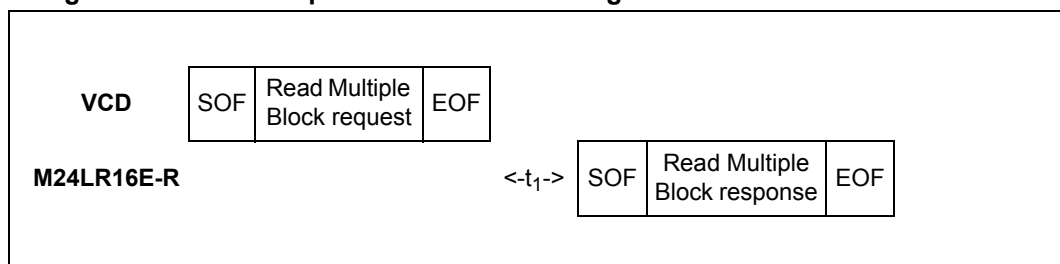 VCD
SOF
Read Multiple
Block request
EOF
M24LR16E-R
<-t1->
SOF
Read Multiple
Block response
EOF